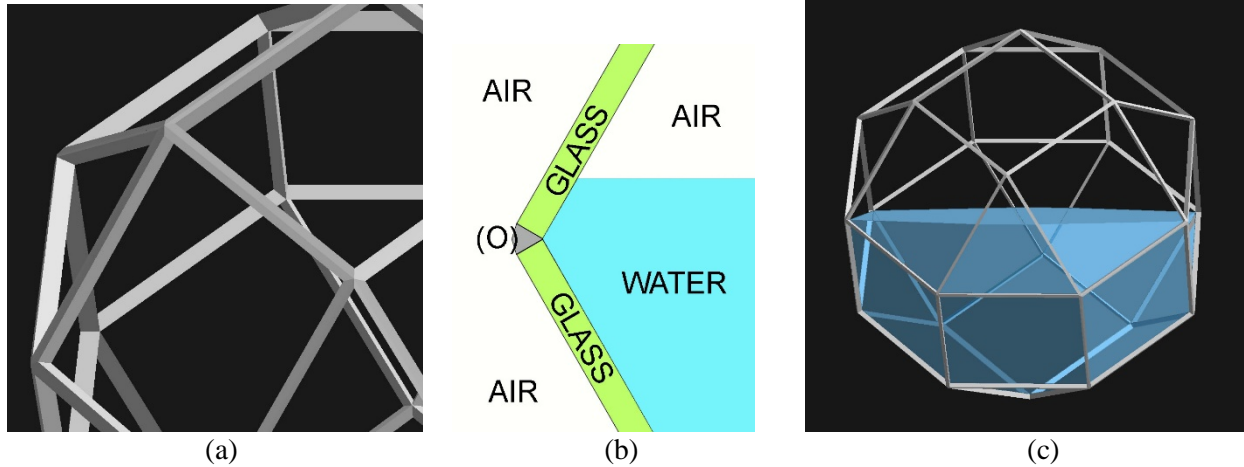 AIR
AIR
GLASS
(O)
WATER
GLASS
AIR
(a)
(b)
(c)